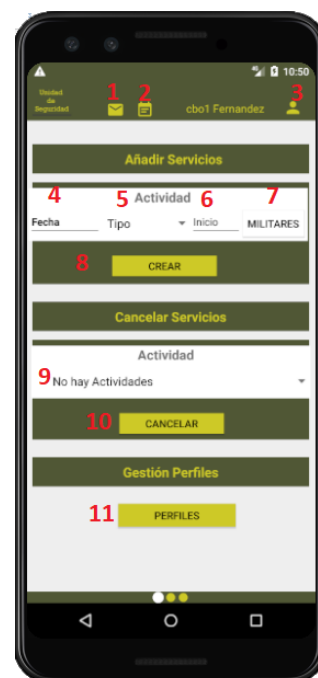 10:50
Unidad
de
Seguridad
1 2 3
cbo1 Fernandez
Añadir Servicios
Actividad
4 5 6 7
Fecha Tipo Inicio MILITARES
8 CREAR
Cancelar Servicios
Actividad
9 No hay Actividades
10 CANCELAR
Gestión Perfiles
11 PERFILES